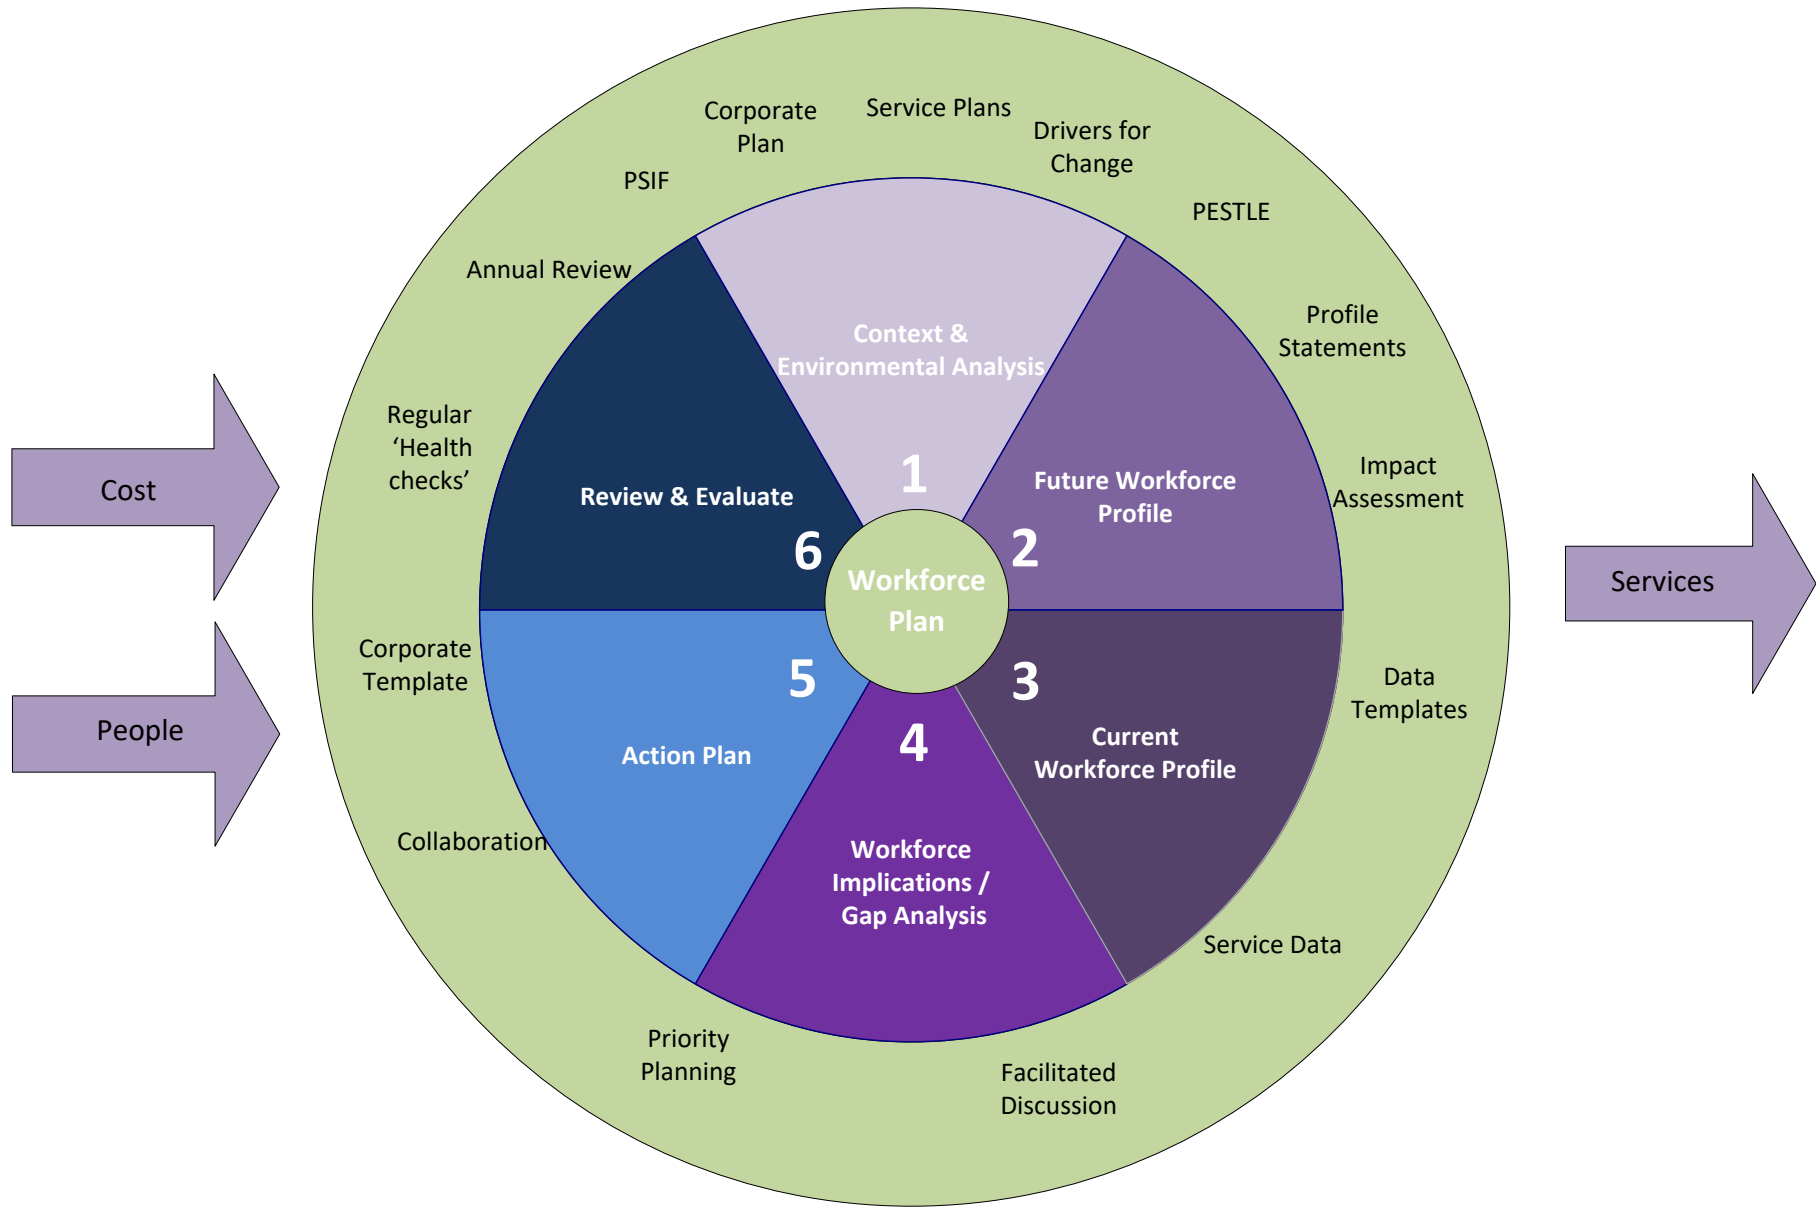 Corporate
Plan
Service Plans
Drivers for
Change
PSIF
PESTLE
Annual Review
Profile
Statements
Context &
Environmental Analysis
Regular
‘Health
checks’
Impact
Assessment
Cost
Review & Evaluate
1
Future Workforce
Profile
6
2
Workforce
Plan
Services
Corporate
Template
5
3
Data
Templates
People
Action Plan
4
Current
Workforce Profile
Collaboration
Workforce
Implications /
Gap Analysis
Service Data
Priority
Planning
Facilitated
Discussion